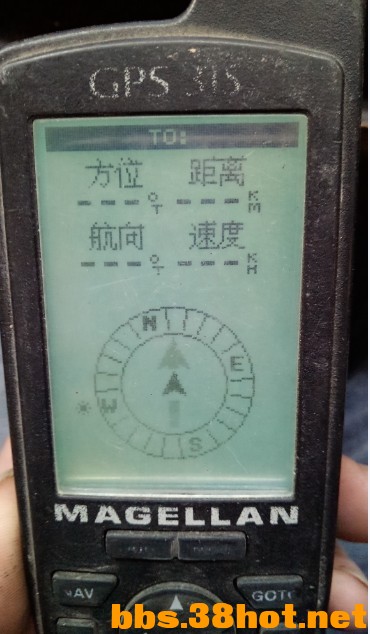 GPS 315
TO:
方位 距离
---°T ---KM
航向 速度
---°T ---KH
N
E
W
S
MAGELLAN
NAV
GOTO
bbs.38hot.net